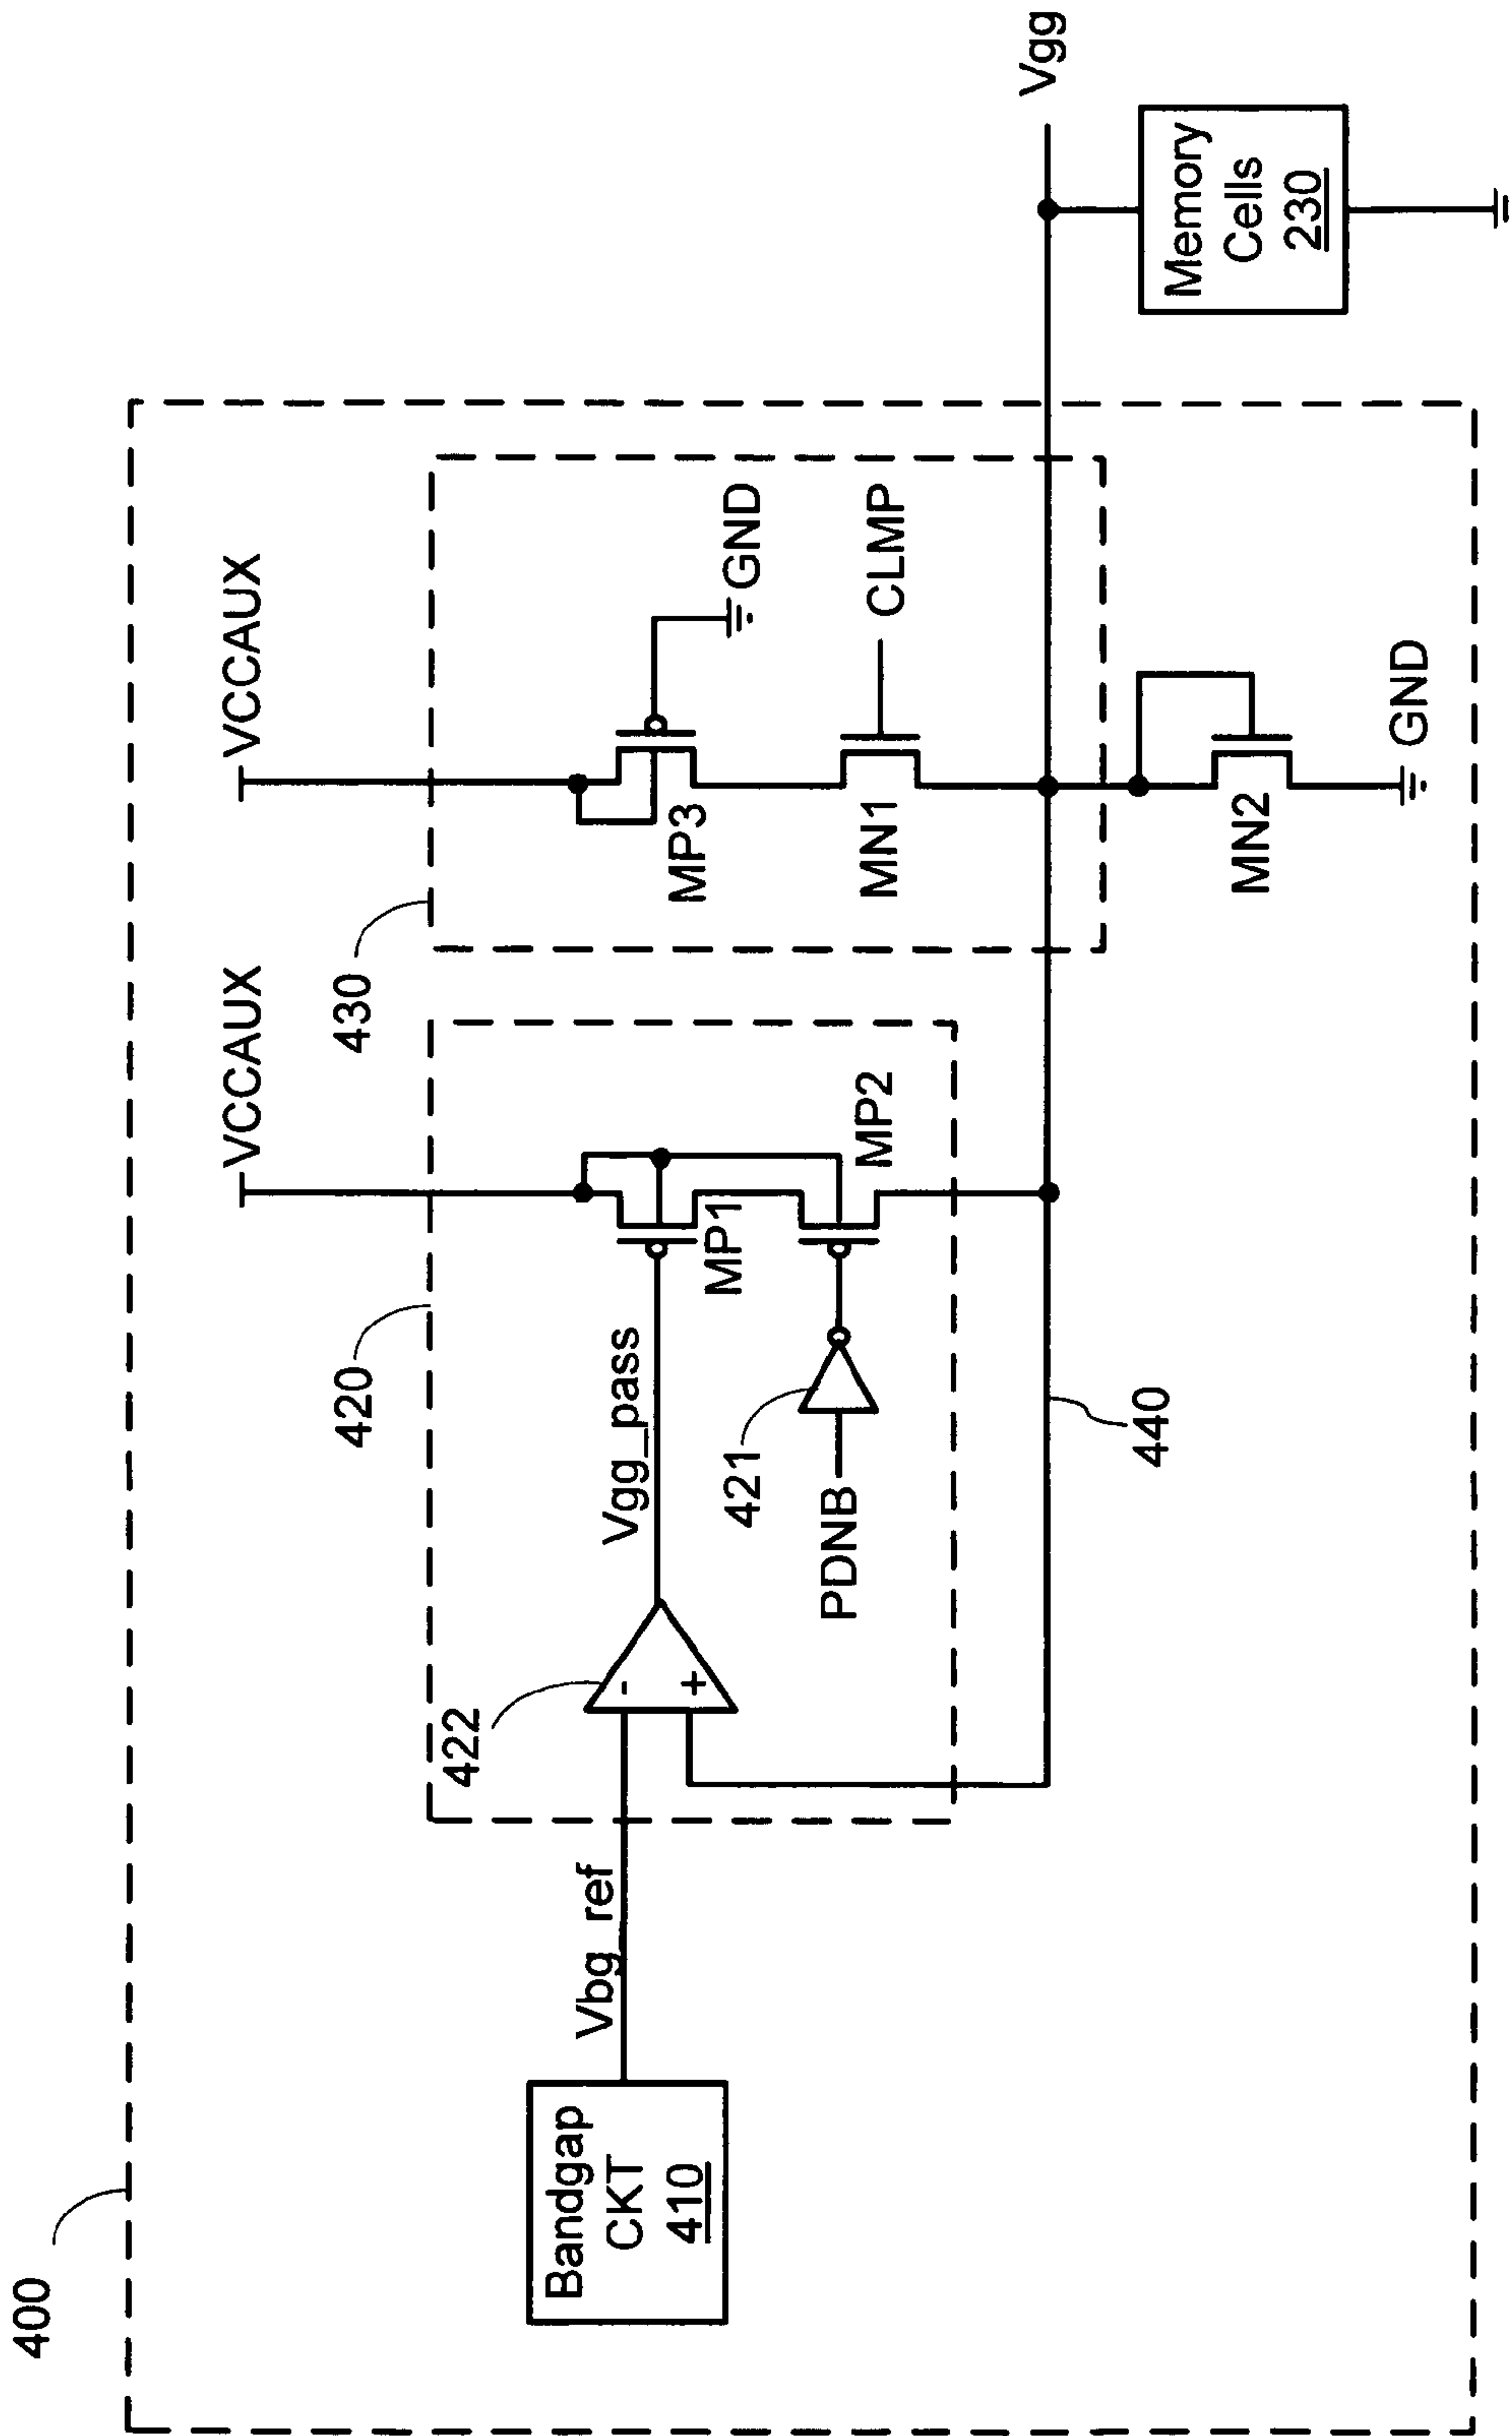 400
VCCAUX
VCCAUX
430
420
GND
Vgg_pass
MP1
MP3
CLMP
Vgg
422
-
+
Vbg_ref
Bandgap
CKT
410
421
PDNB
MP2
MN1
440
MN2
GND
Memory
Cells
230